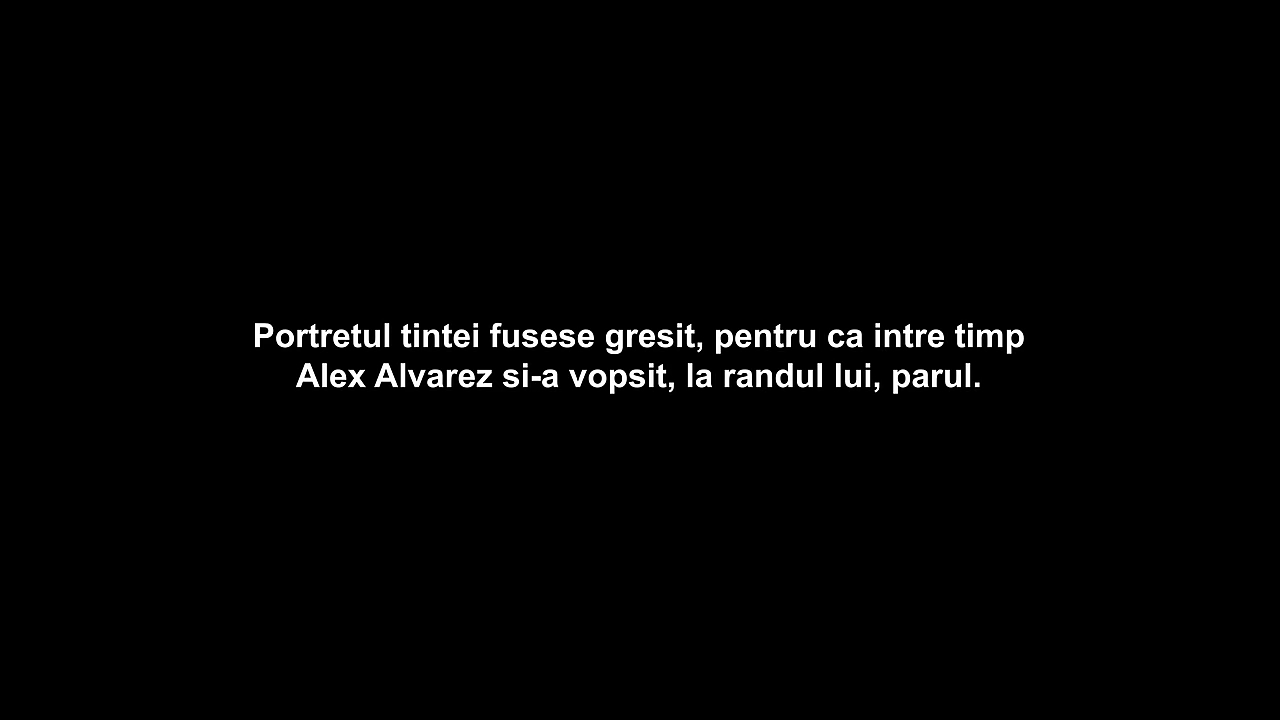 Portretul tintei fusese gresit, pentru ca intre timp
Alex Alvarez si-a vopsit, la randul lui, parul.